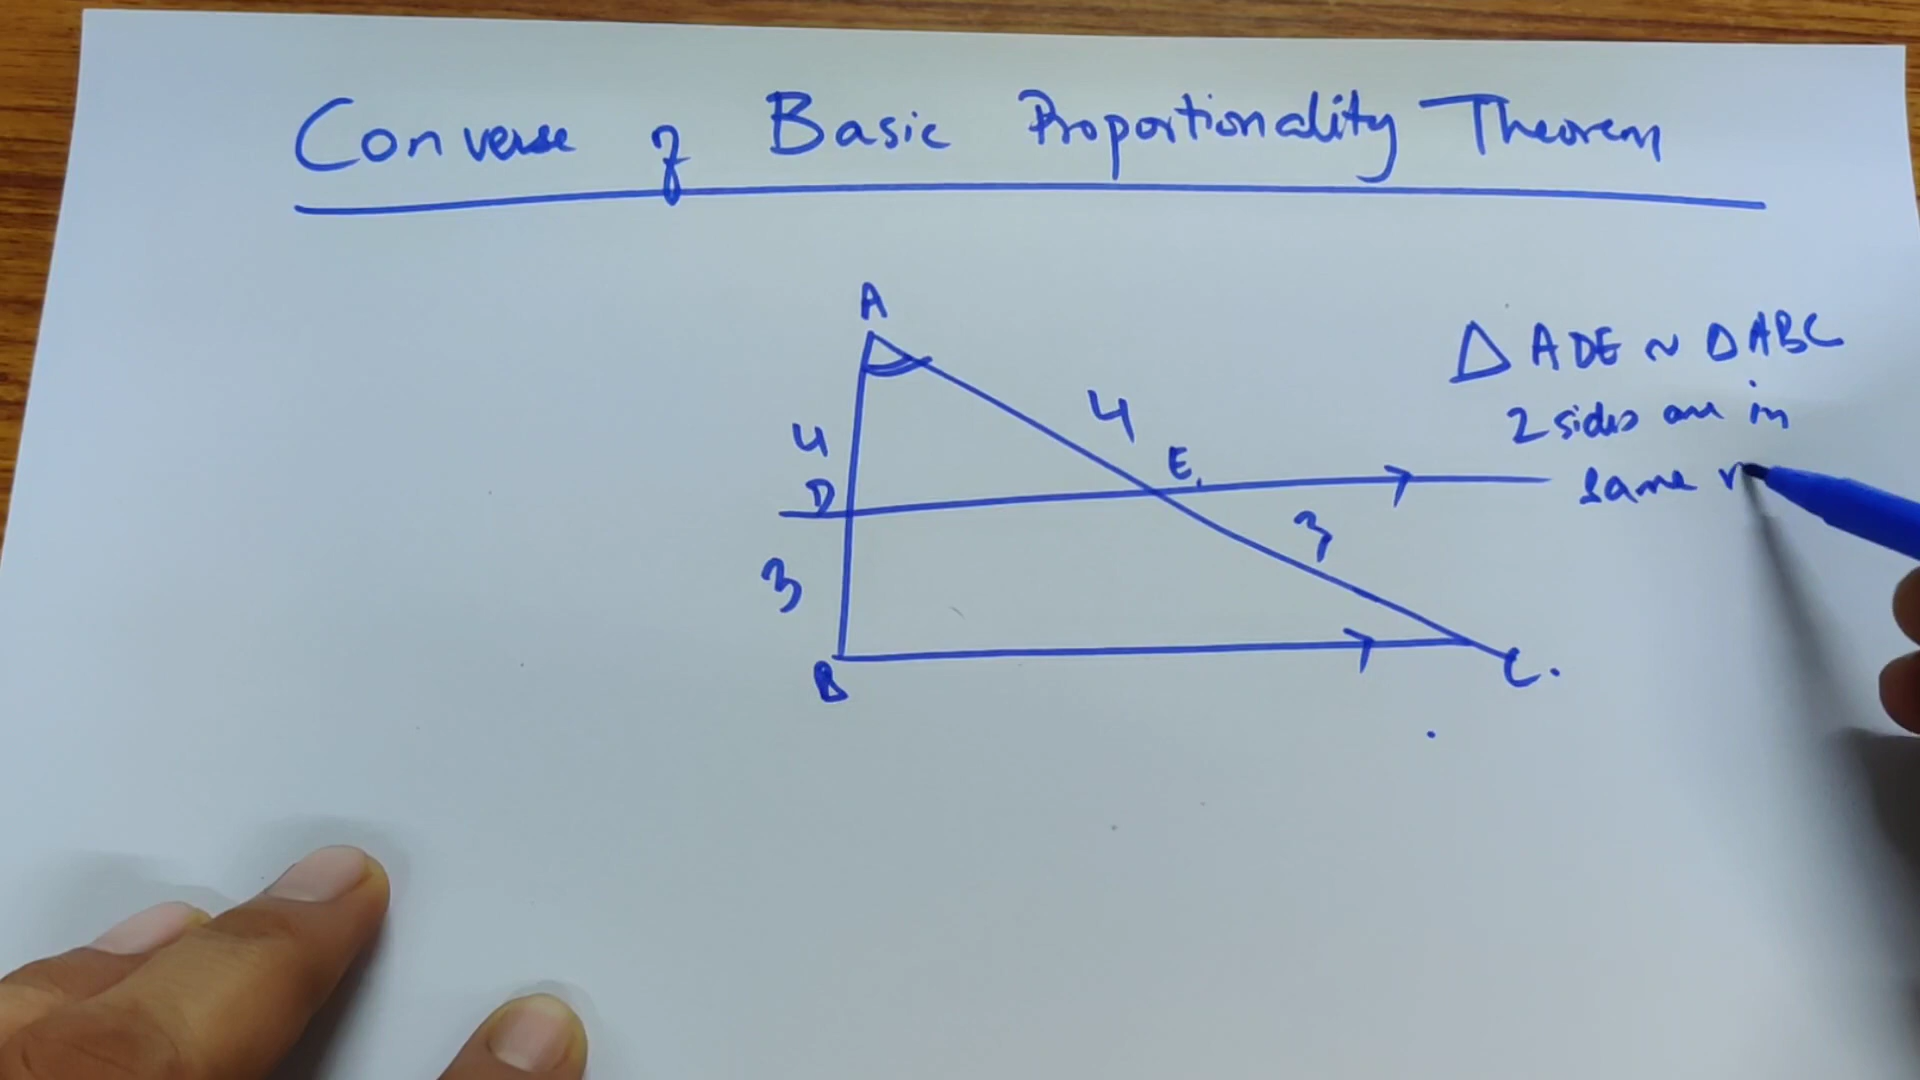 Converse of Basic Proportionality Theorem
A
Δ ADE ~ Δ ABC
4
4
2 sides are in
E.
D
same r
3
3
B
C.